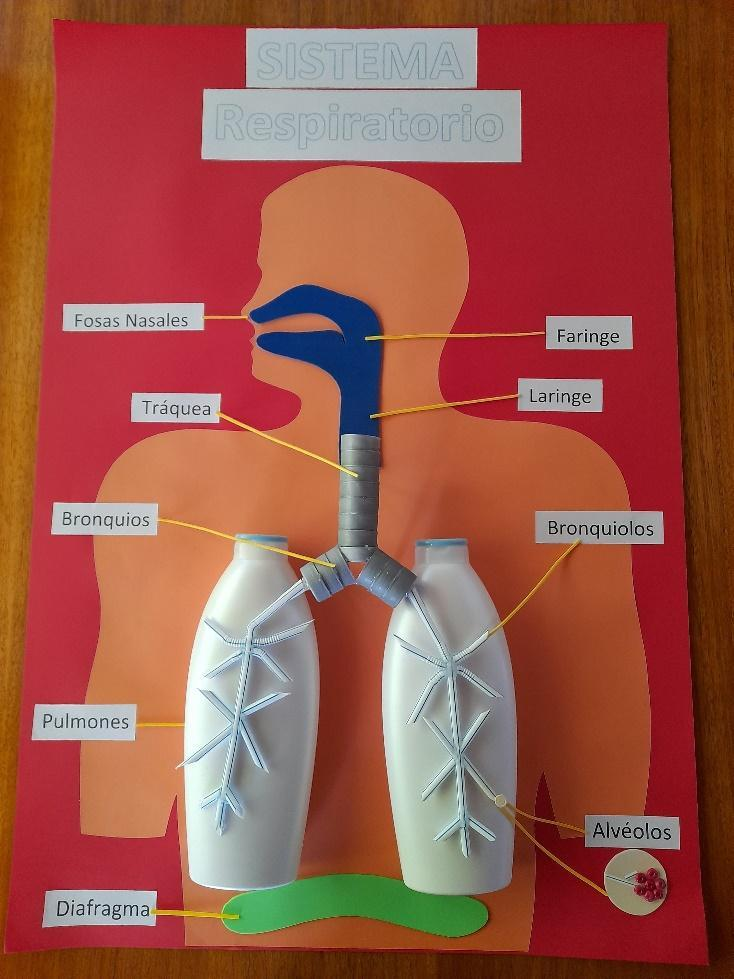 SISTEMA
Respiratorio
Fosas Nasales
Faringe
Laringe
Tráquea
Bronquios
Bronquiolos
Pulmones
Alvéolos
Diafragma